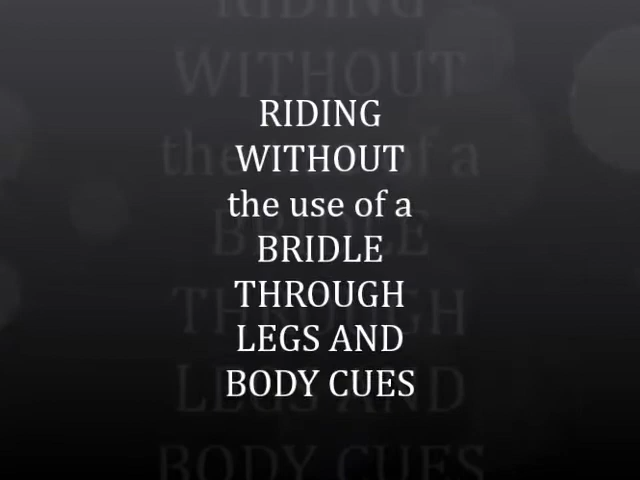 RIDING
WITHOUT
the use of a
BRIDLE
THROUGH
LEGS AND
BODY CUES